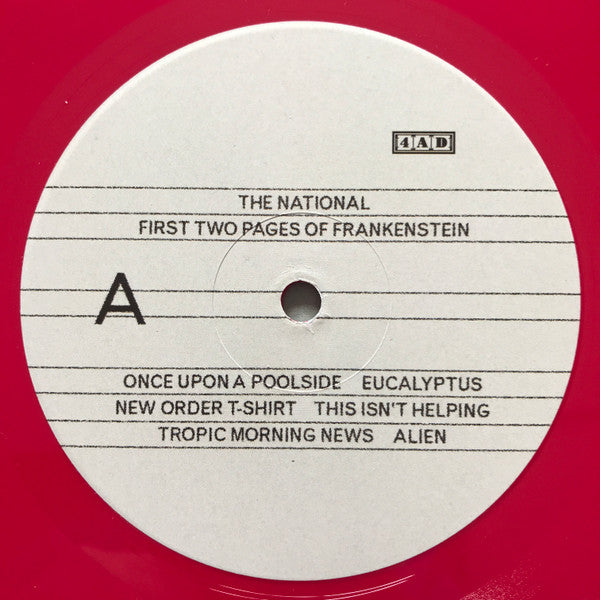 4AD
THE NATIONAL
FIRST TWO PAGES OF FRANKENSTEIN
A
ONCE UPON A POOLSIDE EUCALYPTUS
NEW ORDER T-SHIRT THIS ISN'T HELPING
TROPIC MORNING NEWS ALIEN